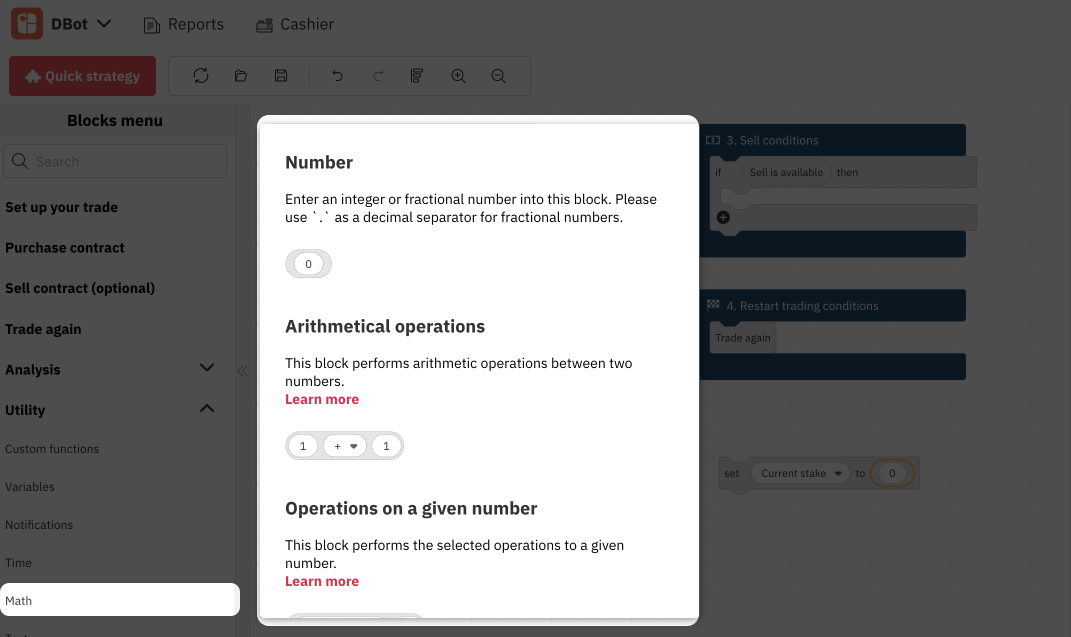 DBot
Reports
Cashier
Quick strategy
Blocks menu
Search
Set up your trade
Purchase contract
Sell contract (optional)
Trade again
Analysis
Utility
Custom functions
Variables
Notifications
Time
Math
Number
Enter an integer or fractional number into this block. Please
use `.` as a decimal separator for fractional numbers.
0
Arithmetical operations
This block performs arithmetic operations between two
numbers.
Learn more
1 + 1
Operations on a given number
This block performs the selected operations to a given
number.
Learn more
3. Sell conditions
if Sell is available then
4. Restart trading conditions
Trade again
set Current stake to 0